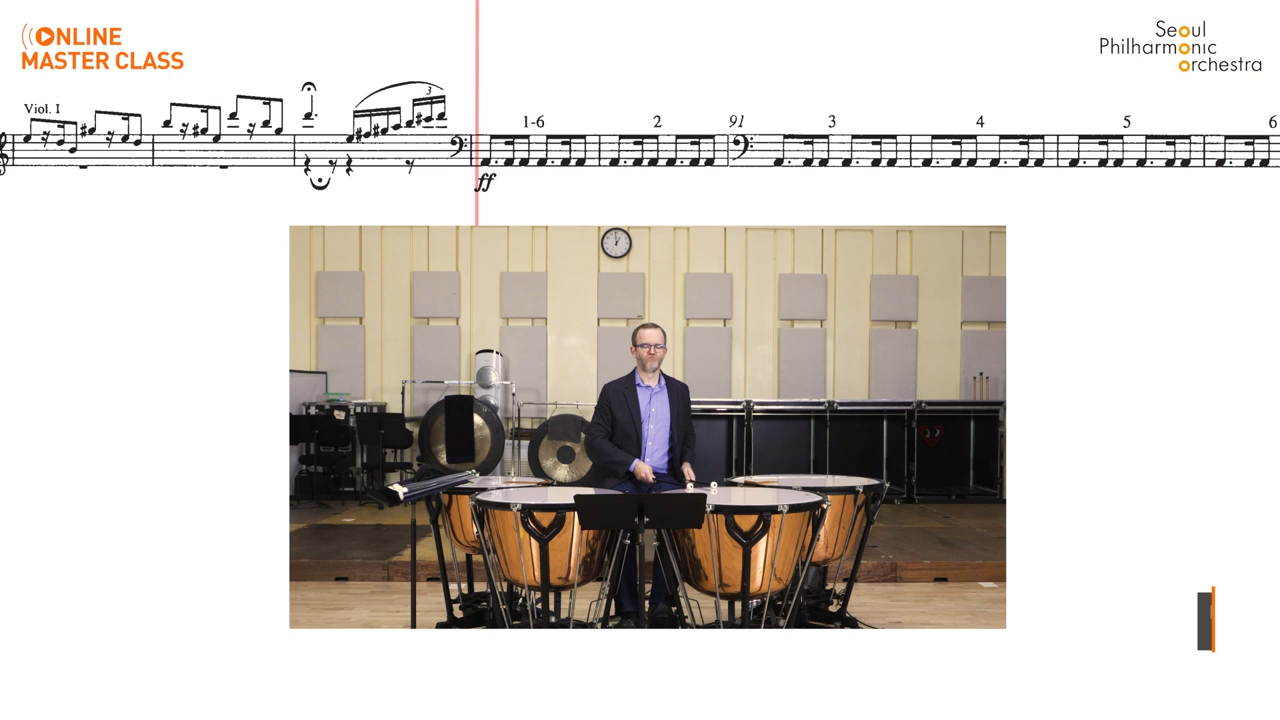 ONLINE
MASTER CLASS
Seoul
Philharmonic
orchestra
Viol. I
3
1-6
2
91
3
4
5
6
ff